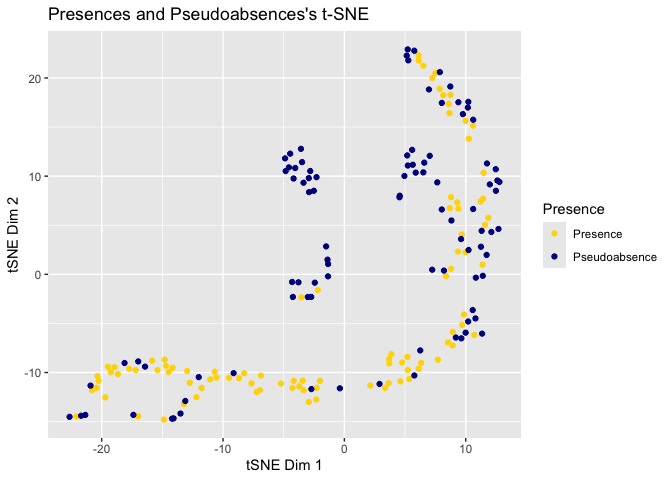 Presences and Pseudoabsences's t-SNE
20
10
0
-10
tSNE Dim 2
-20
-10
0
10
tSNE Dim 1
Presence
Presence
Pseudoabsence